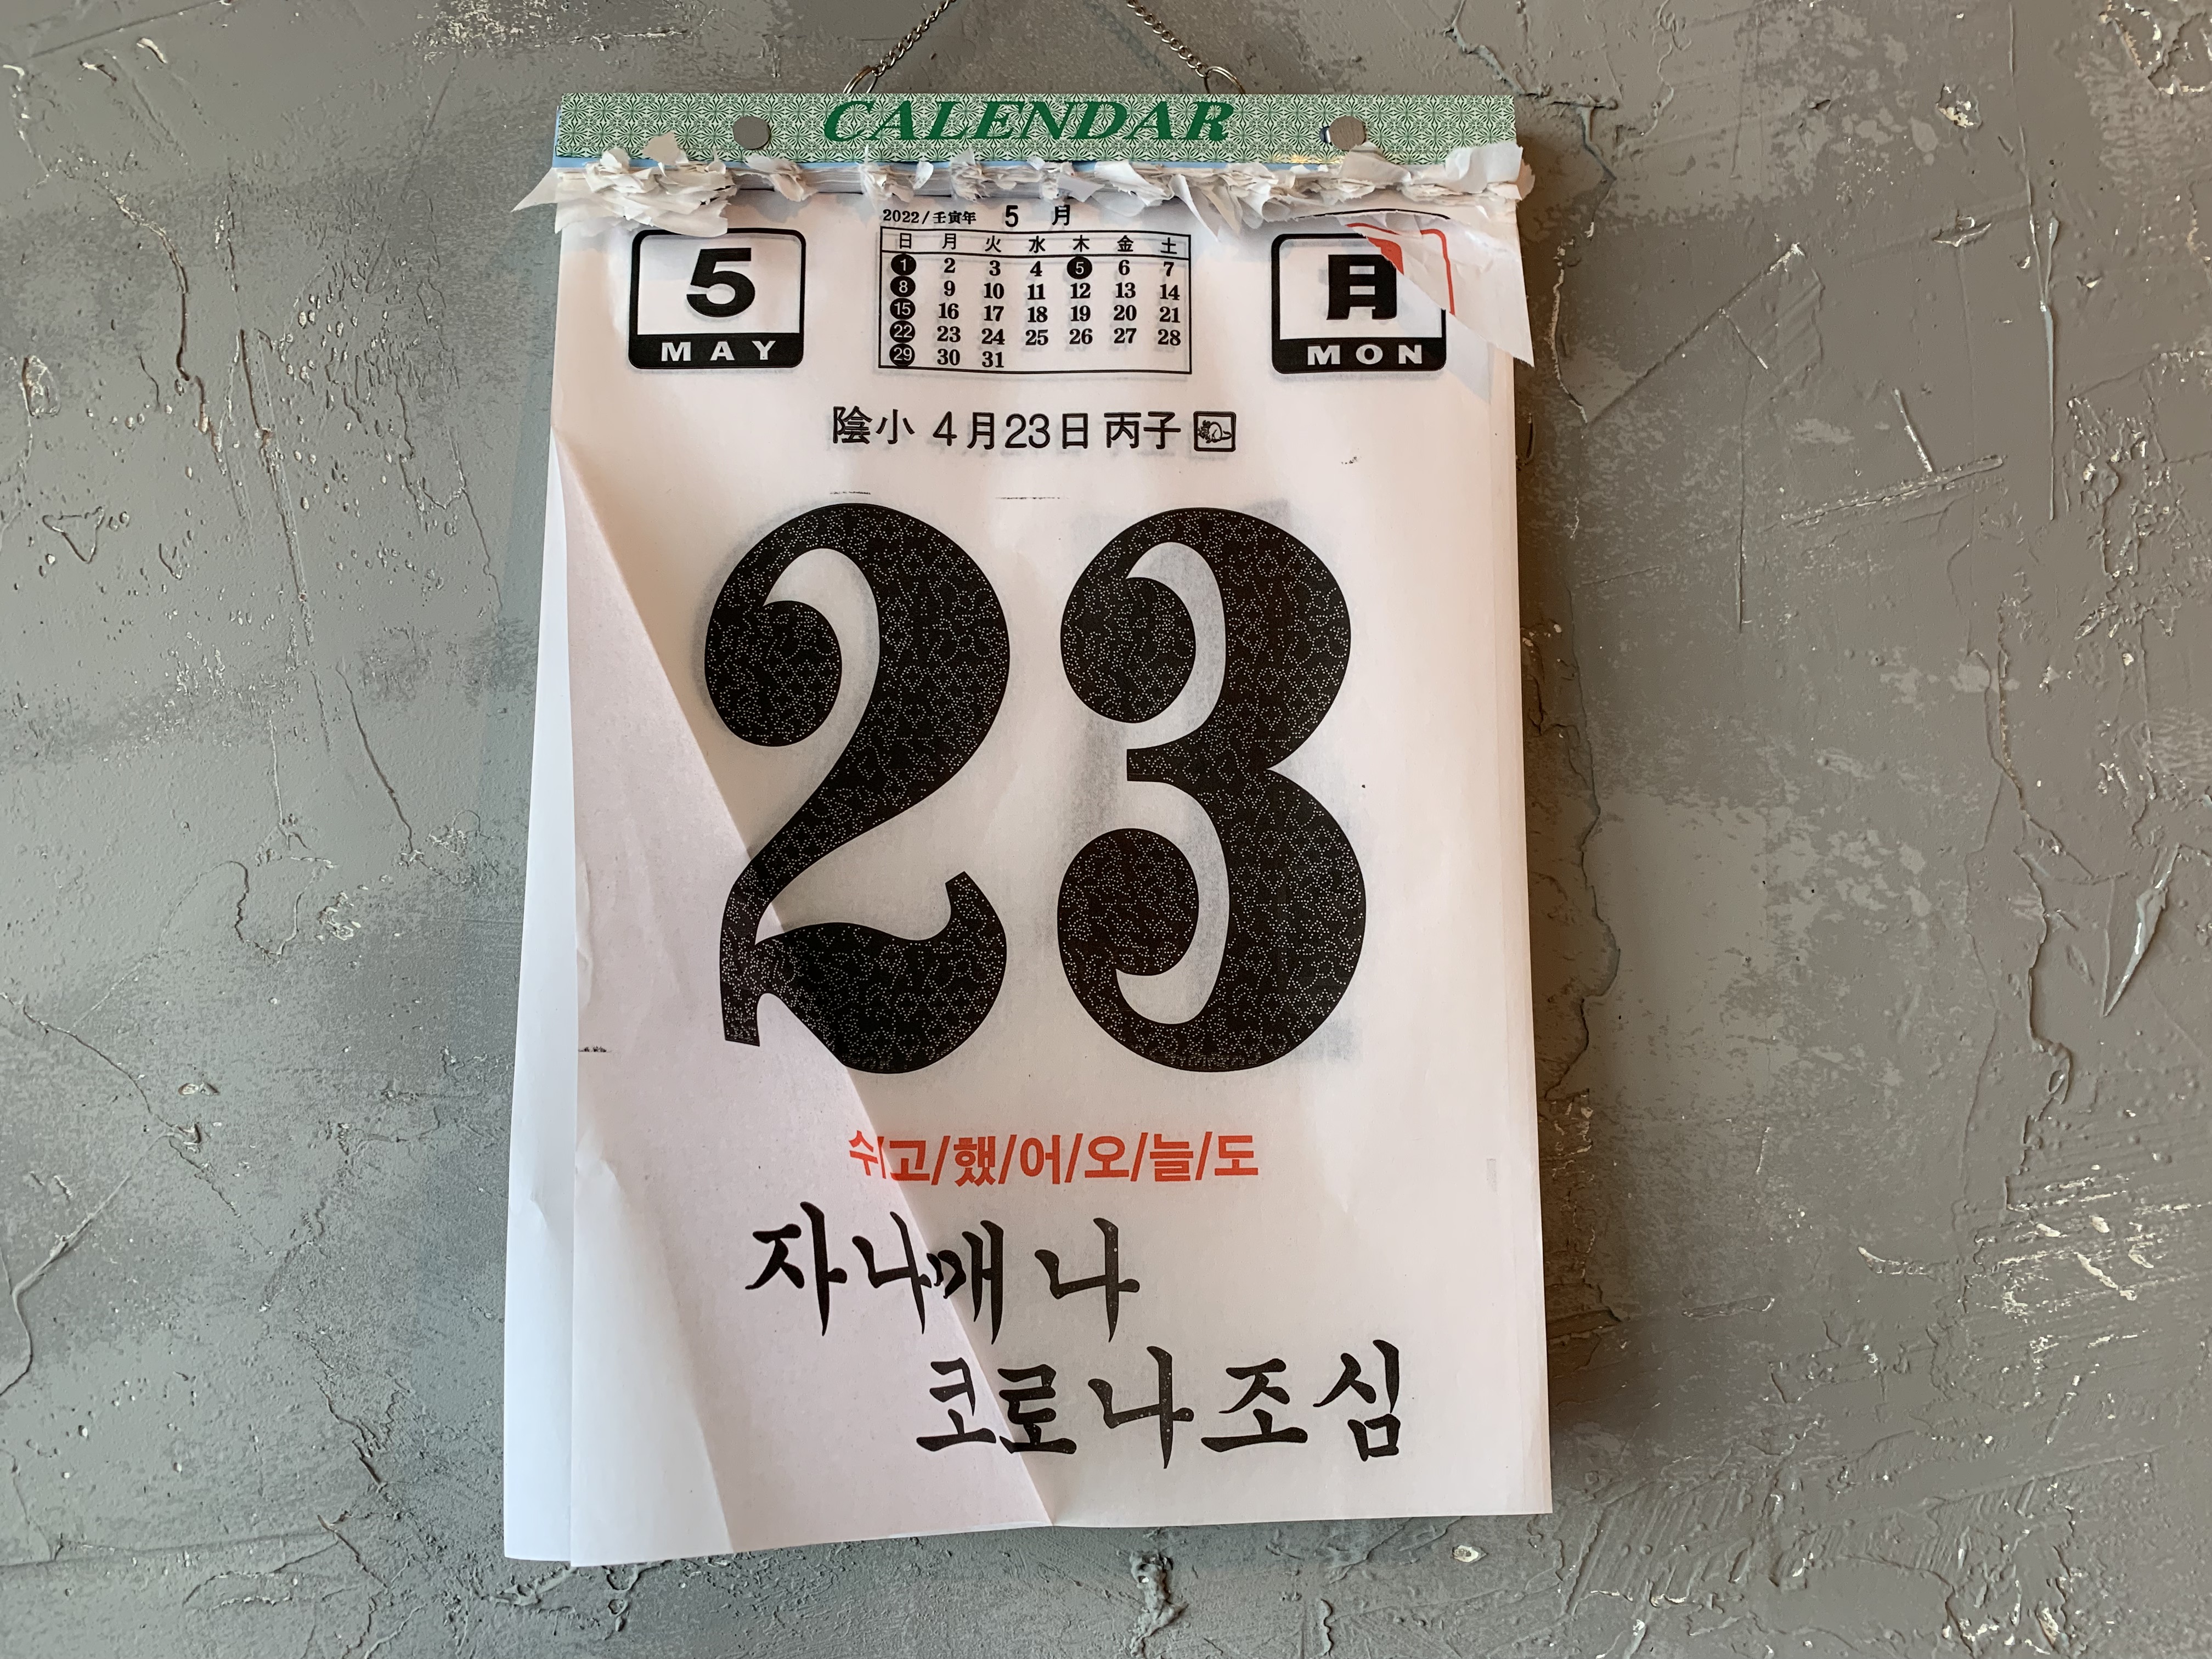 CALENDAR
2022/壬寅年 5 月
5
MAY
日 月 火 水 木 金 土
1 2 3 4 5 6 7
8 9 10 11 12 13 14
15 16 17 18 19 20 21
22 23 24 25 26 27 28
29 30 31
月
MON
陰小 4月23日 丙子
23
쉬고/했/어/오/늘/도
자나깨나
코로나조심